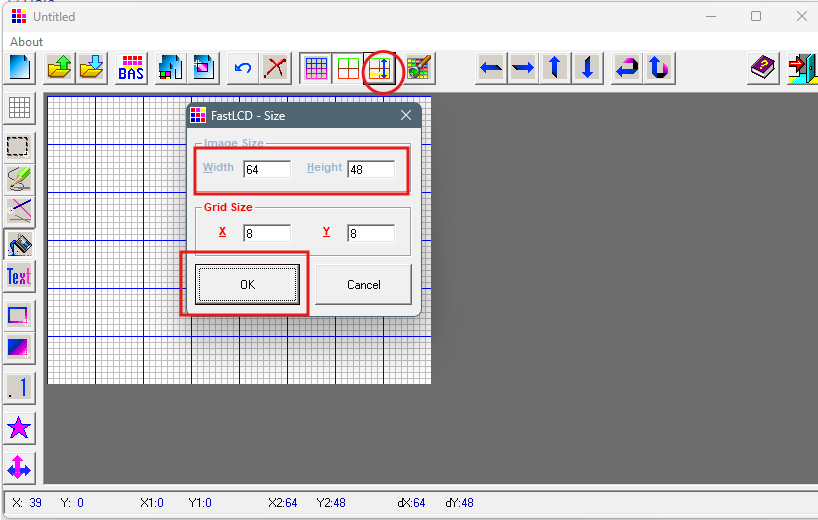 Untitled
About
BAS
FastLCD - Size
Image Size
Width 64 Height 48
Grid Size
X 8 Y 8
OK Cancel
Text
.1
X: 39 Y: 0 X1:0 Y1:0 X2:64 Y2:48 dX:64 dY:48